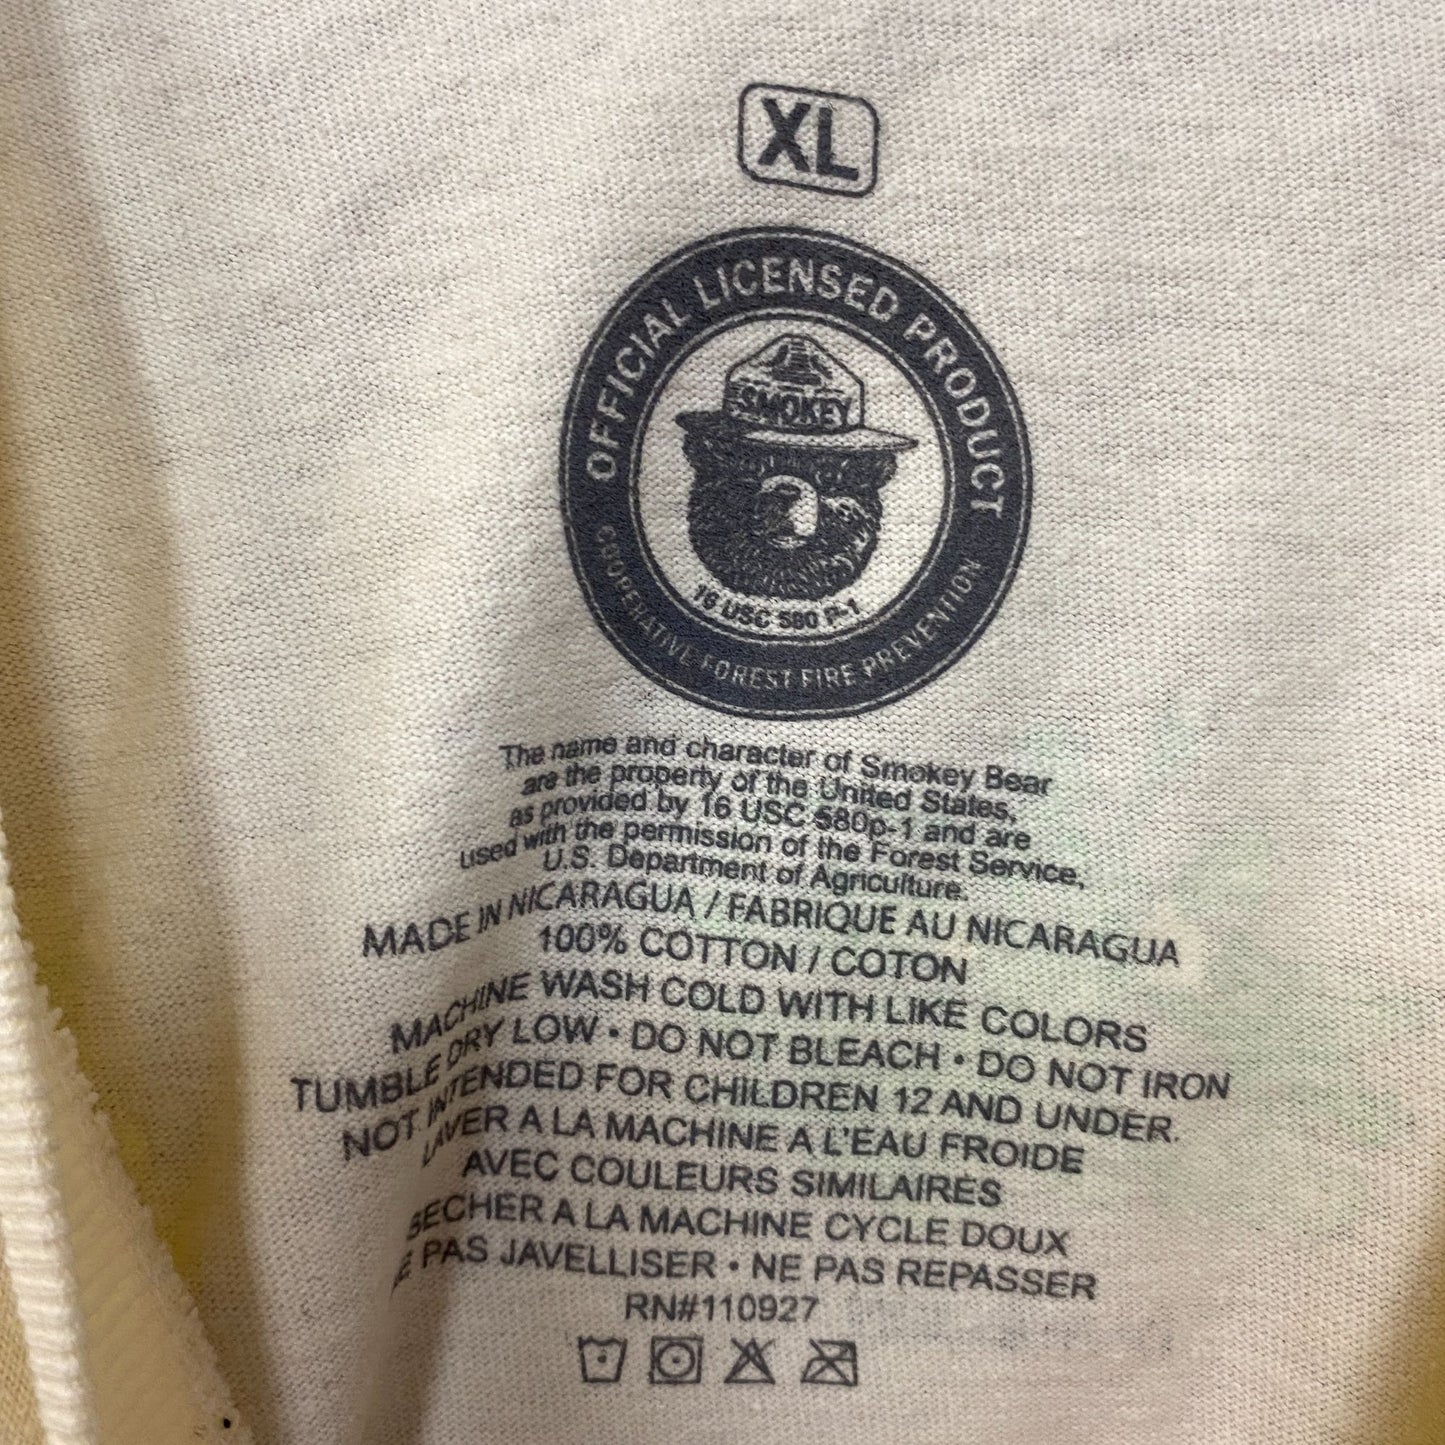 XL
OFFICIAL LICENSED PRODUCT
SMOKEY
16 USC 580 P-1
COOPERATIVE FOREST FIRE PREVENTION
The name and character of Smokey Bear
are the property of the United States,
as provided by 16 USC 580p-1 and are
used with the permission of the Forest Service,
U.S. Department of Agriculture.
MADE IN NICARAGUA / FABRIQUE AU NICARAGUA
100% COTTON / COTON
MACHINE WASH COLD WITH LIKE COLORS
TUMBLE DRY LOW • DO NOT BLEACH • DO NOT IRON
NOT INTENDED FOR CHILDREN 12 AND UNDER.
LAVER A LA MACHINE A L'EAU FROIDE
AVEC COULEURS SIMILAIRES
SECHER A LA MACHINE CYCLE DOUX
NE PAS JAVELLISER • NE PAS REPASSER
RN#110927